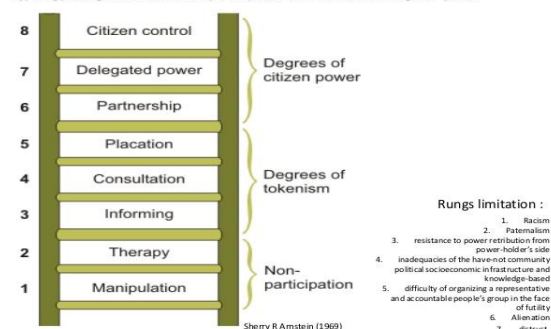 8 Citizen control
7 Delegated power
6 Partnership
Degrees of
citizen power
5 Placation
4 Consultation
3 Informing
Degrees of
tokenism
2 Therapy
1 Manipulation
Non-
participation
Sherry R Arnstein (1969)
Rungs limitation :
1. Racism
2. Paternalism
3. resistance to power retribution from
power-holder's side
4. inadequacies of the have-not community
political socioeconomic infrastructure and
knowledge-based
5. difficulty of organizing a representative
and accountable people's group in the face
of futility
6. Alienation
7. distrust